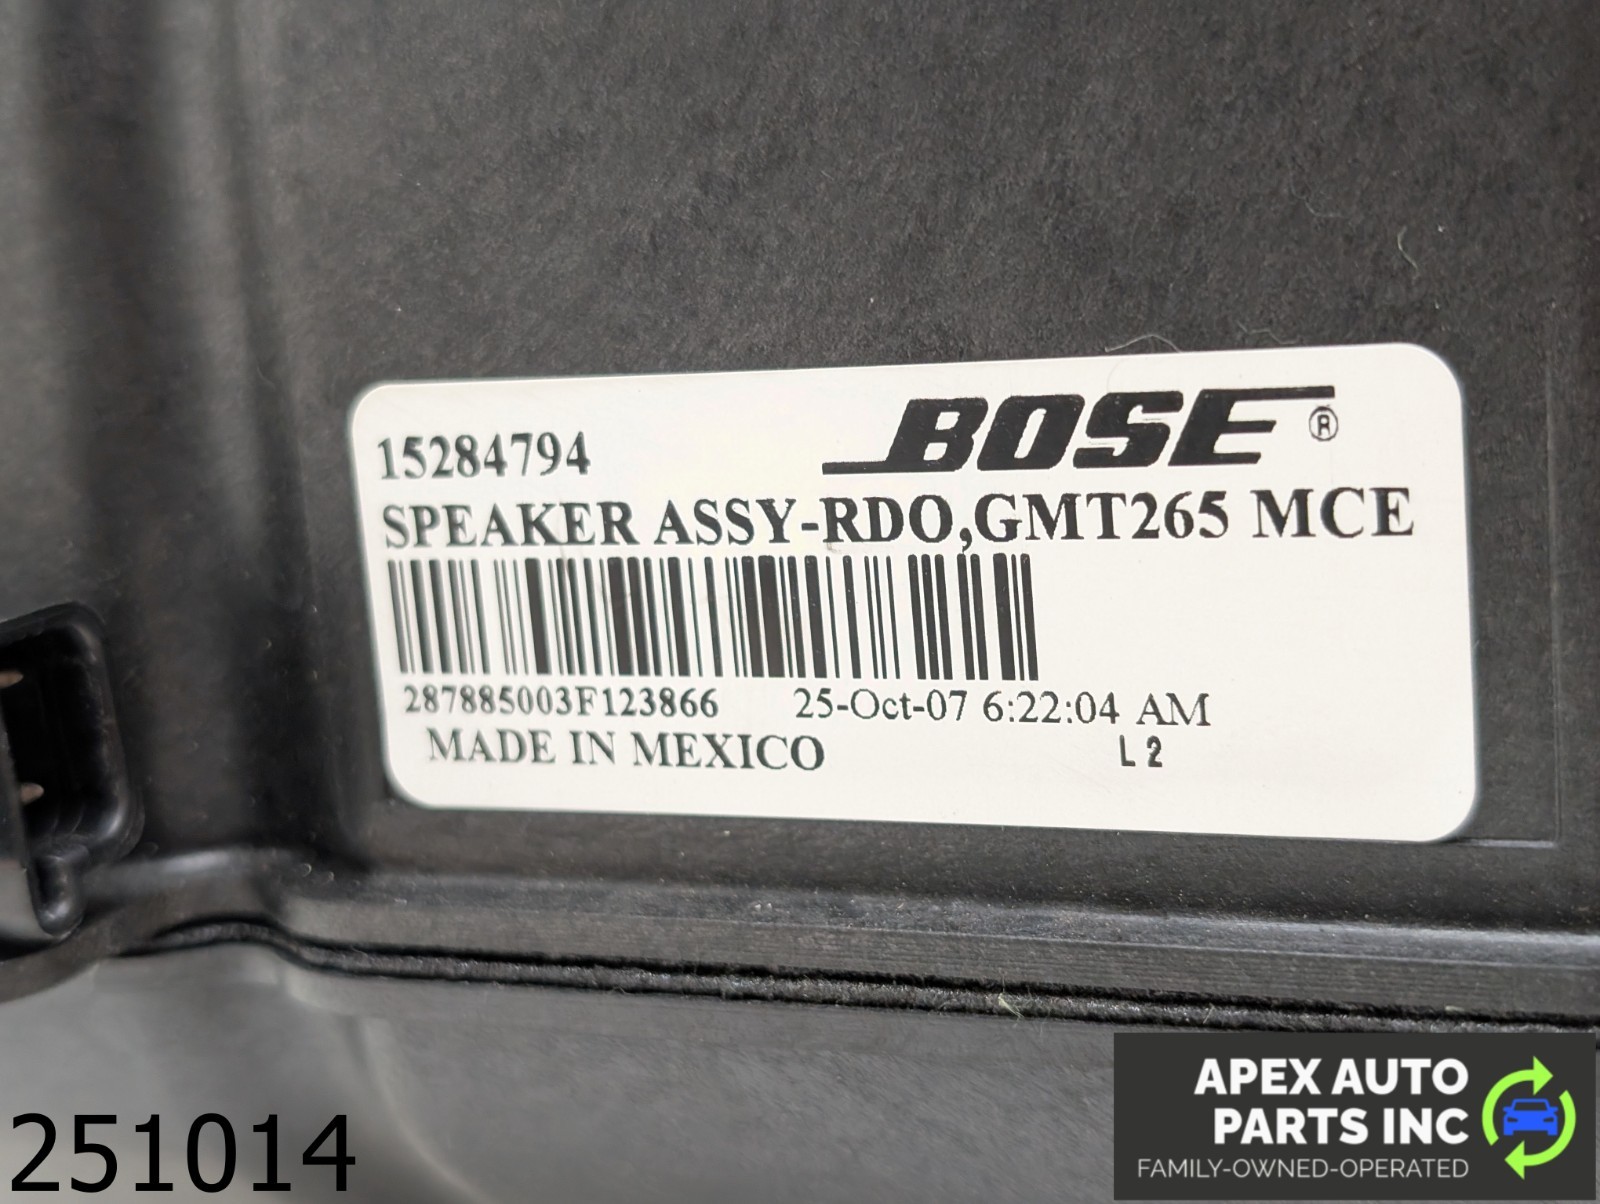 BOSE®
15284794
SPEAKER ASSY-RDO,GMT265 MCE
287885003F123866 25-Oct-07 6:22:04 AM
MADE IN MEXICO L2
251014
APEX AUTO
PARTS INC
FAMILY-OWNED-OPERATED